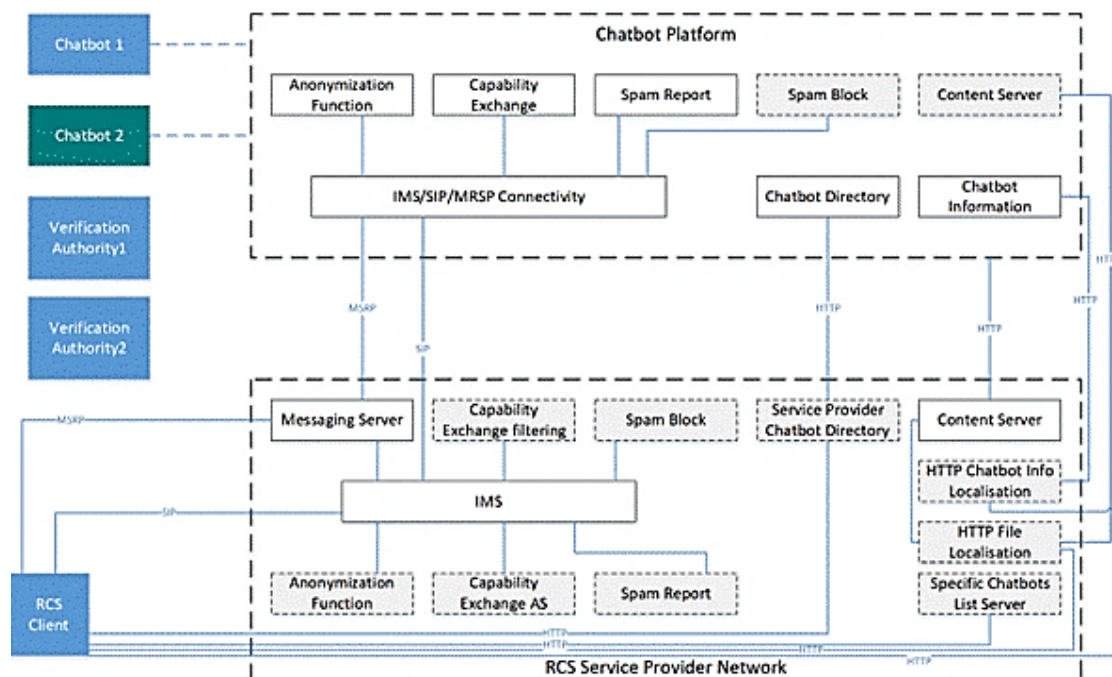 Chatbot 1
Chatbot 2
Verification
Authority1
Verification
Authority2
Chatbot Platform
Anonymization
Function
Capability
Exchange
Spam Report
Spam Block
Content Server
IMS/SIP/MRSP Connectivity
Chatbot Directory
Chatbot
Information
MSRP
SIP
HTTP
HTTP
HTTP
HTTP
Messaging Server
Capability
Exchange filtering
Spam Block
Service Provider
Chatbot Directory
Content Server
MSRP
HTTP Chatbot Info
Localisation
IMS
SIP
HTTP File
Localisation
Anonymization
Function
Capability
Exchange AS
Spam Report
Specific Chatbots
List Server
RCS
Client
HTTP
HTTP
HTTP
HTTP
RCS Service Provider Network